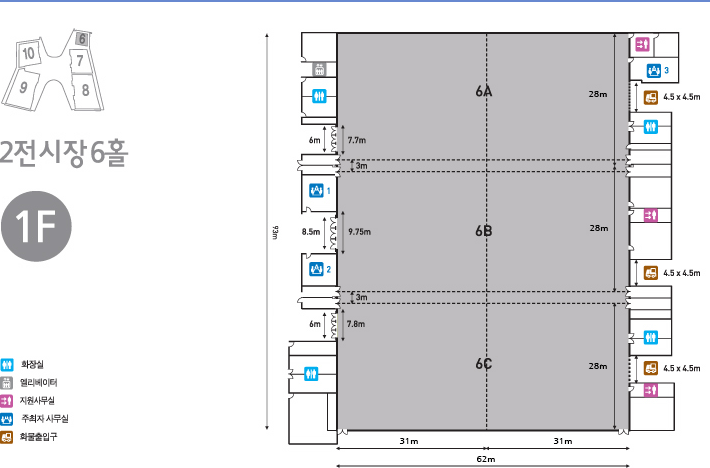 6
10
7
9
8
2전시장 6홀
1F
화장실
엘리베이터
지원사무실
주최자 사무실
화물출입구
93m
6A
28m
3
4.5 x 4.5m
6m
7.7m
3m
1
8.5m
9.75m
6B
28m
2
4.5 x 4.5m
3m
6m
7.8m
6C
28m
4.5 x 4.5m
31m
31m
62m